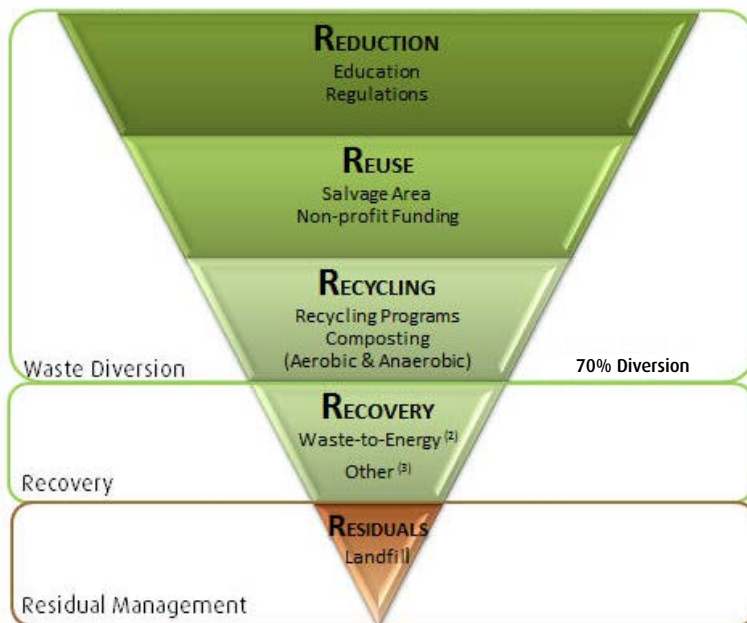 REDUCTION
Education
Regulations
REUSE
Salvage Area
Non-profit Funding
RECYCLING
Recycling Programs
Composting
(Aerobic & Anaerobic)
Waste Diversion
70% Diversion
RECOVERY
Waste-to-Energy (2)
Other (3)
Recovery
RESIDUALS
Landfill
Residual Management